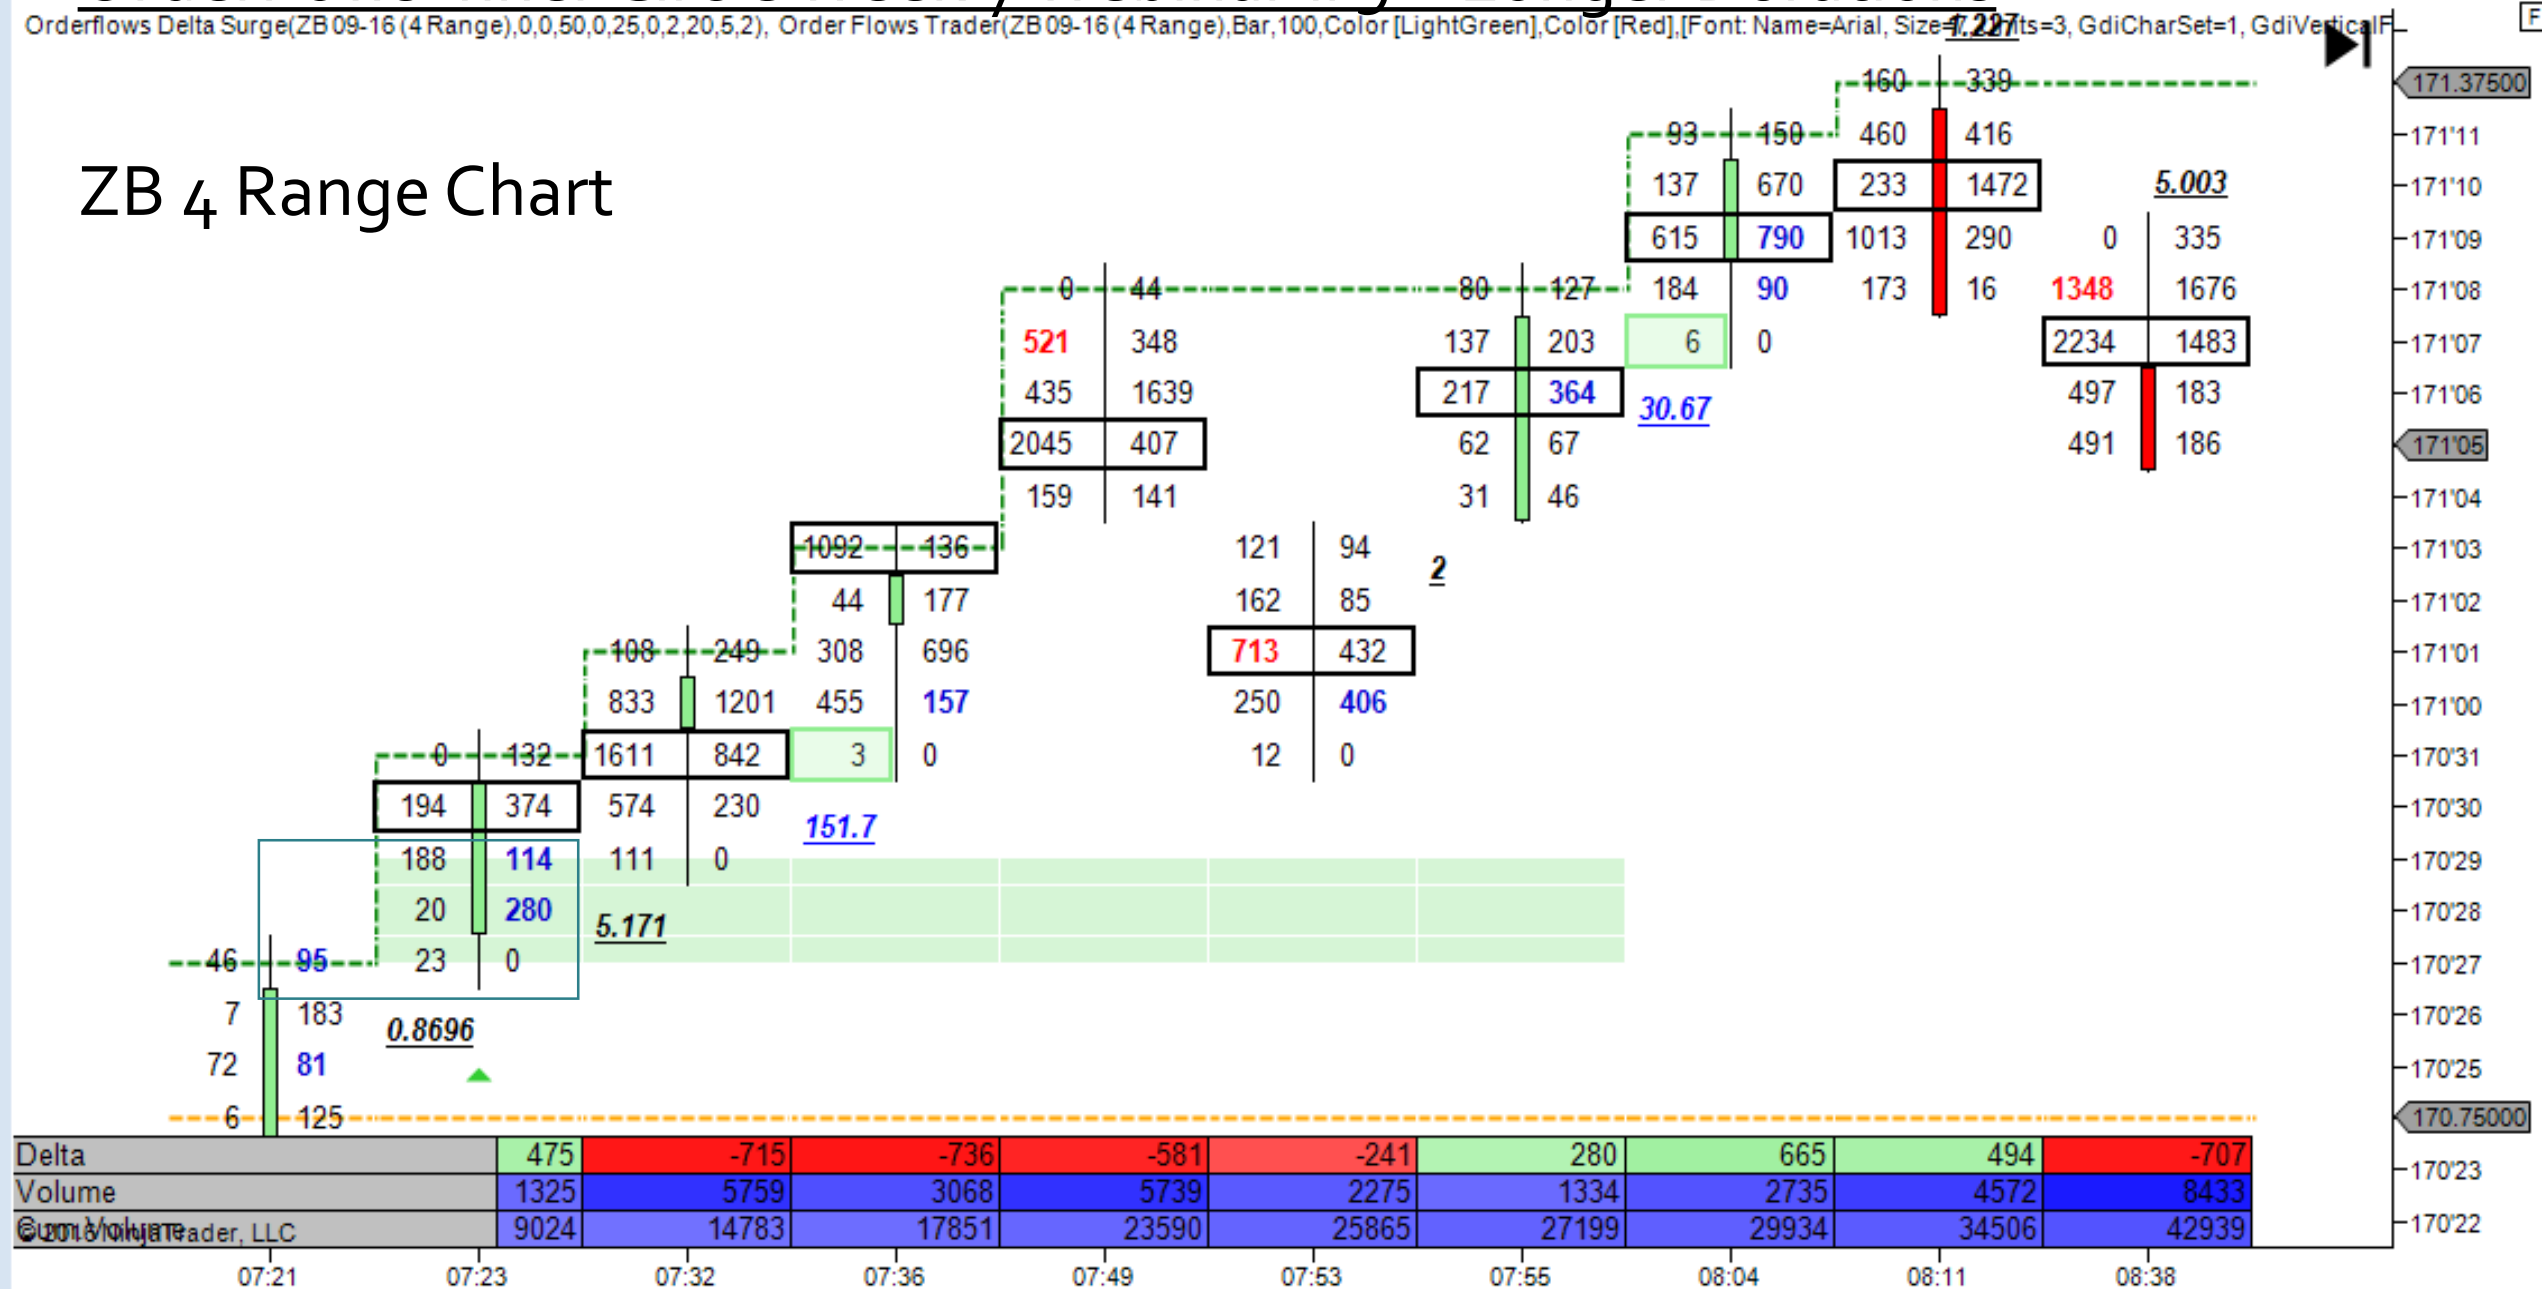 Orderflows Delta Surge(ZB 09-16 (4 Range),0,0,50,0,25,0,2,20,5,2), Order Flows Trader(ZB 09-16 (4 Range),Bar,100,Color [LightGreen],Color [Red],[Font: Name=Arial, Size=
1.227
F
160 339 171.37500
93 150 460 416 171'11
ZB 4 Range Chart
137 670 233 1472 5.003 171'10
615 790 1013 290 0 335 171'09
0 44 80 127 184 90 173 16 1348 1676 171'08
521 348 137 203 6 0 2234 1483 171'07
435 1639 217 364 30.67 497 183 171'06
2045 407 62 67 491 186 171'05
159 141 31 46 171'04
1092 136 121 94 2 171'03
44 177 162 85 171'02
108 249 308 696 713 432 171'01
833 1201 455 157 250 406 171'00
0 132 1611 842 3 0 12 0 170'31
194 374 574 230 151.7 170'30
188 114 111 0 170'29
20 280 5.171 170'28
46 95 23 0 170'27
7 183 0.8696 170'26
72 81 170'25
6 125 170.75000
Delta 475 -715 -736 -581 -241 280 665 494 -707 170'23
Volume 1325 5759 3068 5739 2275 1334 2735 4572 8433
Cum Volume 9024 14783 17851 23590 25865 27199 29934 34506 42939 170'22
© 2016 NinjaTrader, LLC
07:21 07:23 07:32 07:36 07:49 07:53 07:55 08:04 08:11 08:38